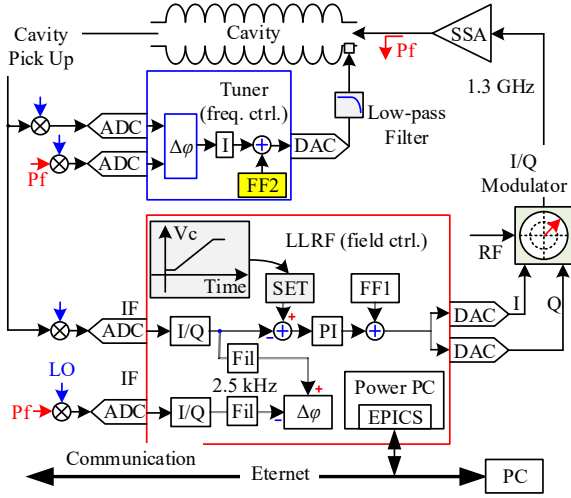 Cavity
Pick Up
Cavity
Pf
SSA
1.3 GHz
Tuner
(freq. ctrl.)
Low-pass
Filter
ADC
ADC
Pf
Δφ
I
DAC
FF2
I/Q
Modulator
RF
I
Q
Vc
Time
LLRF (field ctrl.)
SET
FF1
IF
ADC
I/Q
+
-
PI
DAC
DAC
Fil
2.5 kHz
LO
IF
Pf
ADC
I/Q
Fil
-
+
Δφ
Power PC
EPICS
Communication
Eternet
PC